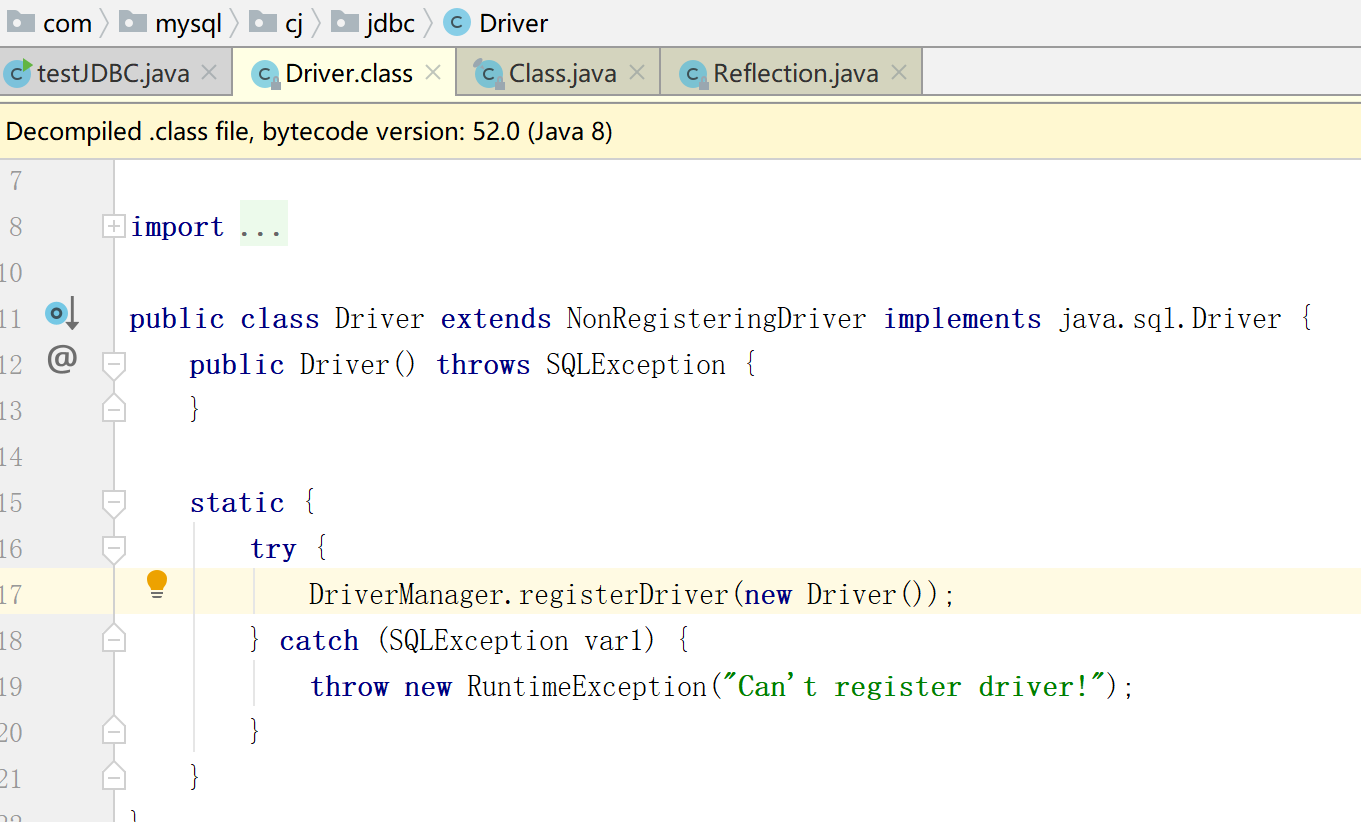 com mysql cj jdbc Driver
testJDBC.java Driver.class Class.java Reflection.java
Decompiled .class file, bytecode version: 52.0 (Java 8)
7
8 import ...
10
11 public class Driver extends NonRegisteringDriver implements java.sql.Driver {
12 public Driver() throws SQLException {
13 }
14
15 static {
16 try {
17 DriverManager.registerDriver(new Driver());
18 } catch (SQLException var1) {
19 throw new RuntimeException("Can't register driver!");
20 }
21 }
22 }